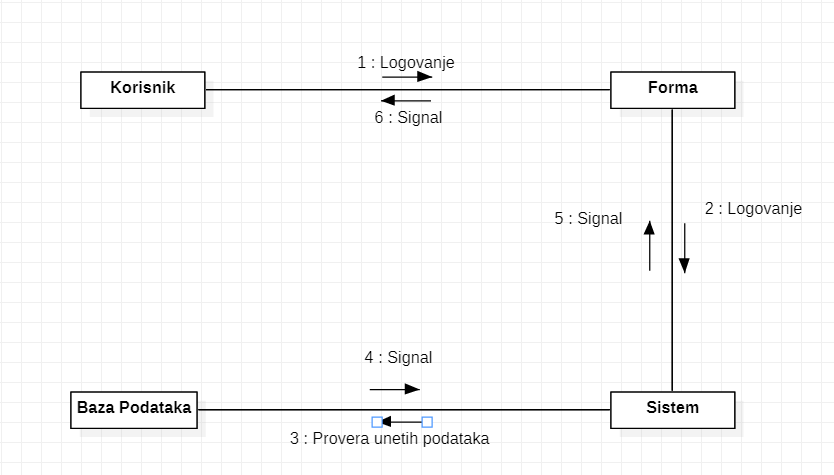 1 : Logovanje
Korisnik
Forma
6 : Signal
5 : Signal
2 : Logovanje
4 : Signal
Baza Podataka
Sistem
3 : Provera unetih podataka